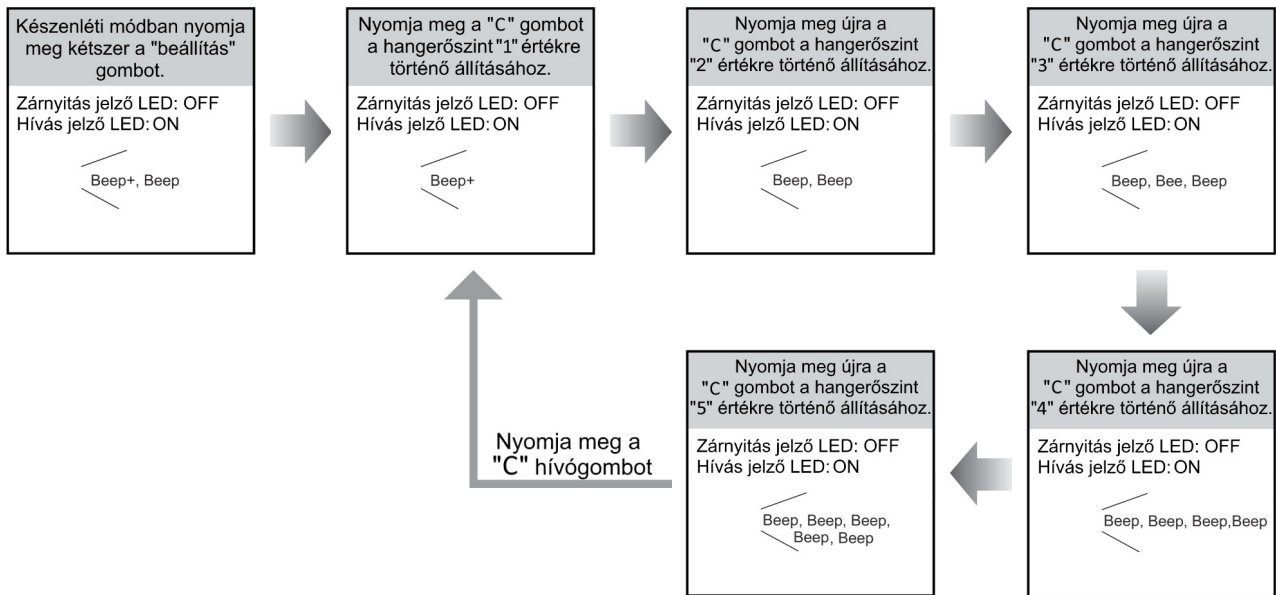 Készenléti módban nyomja
meg kétszer a "beállítás"
gombot.
Zárnyitás jelző LED: OFF
Hívás jelző LED: ON
Beep+, Beep
Nyomja meg a "C" gombot
a hangerőszint "1" értékre
történő állításához.
Zárnyitás jelző LED: OFF
Hívás jelző LED: ON
Beep+
Nyomja meg újra a
"C" gombot a hangerőszint
"2" értékre történő állításához.
Zárnyitás jelző LED: OFF
Hívás jelző LED: ON
Beep, Beep
Nyomja meg újra a
"C" gombot a hangerőszint
"3" értékre történő állításához.
Zárnyitás jelző LED: OFF
Hívás jelző LED: ON
Beep, Bee, Beep
Nyomja meg újra a
"C" gombot a hangerőszint
"4" értékre történő állításához.
Zárnyitás jelző LED: OFF
Hívás jelző LED: ON
Beep, Beep, Beep,Beep
Nyomja meg újra a
"C" gombot a hangerőszint
"5" értékre történő állításához.
Zárnyitás jelző LED: OFF
Hívás jelző LED: ON
Beep, Beep, Beep,
Beep, Beep
Nyomja meg a
"C" hívógombot